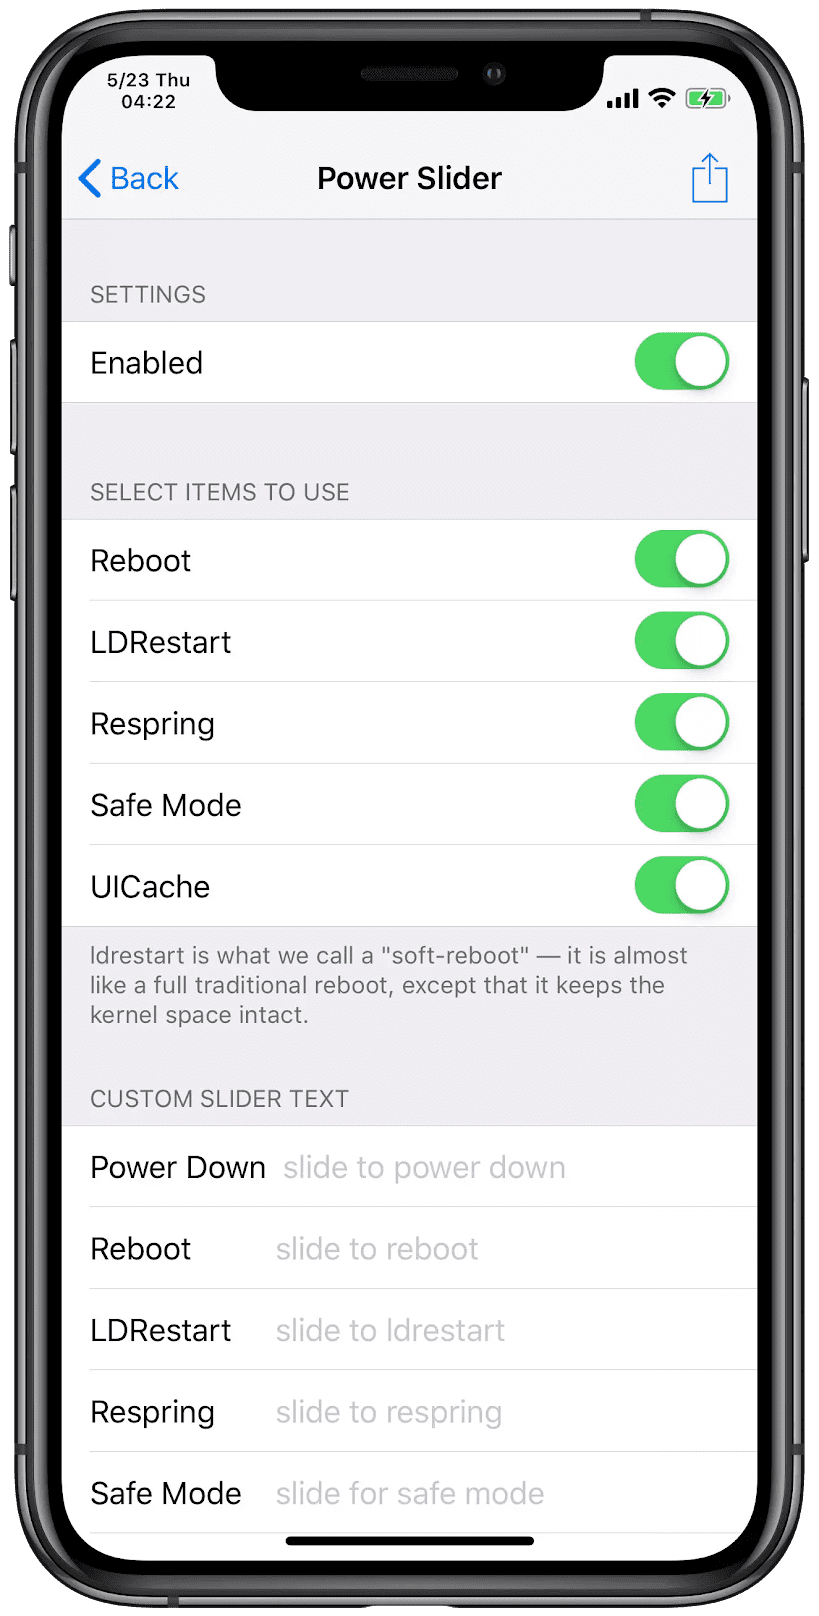 5/23 Thu
04:22
Back
Power Slider
SETTINGS
Enabled
SELECT ITEMS TO USE
Reboot
LDRestart
Respring
Safe Mode
UICache
ldrestart is what we call a "soft-reboot" — it is almost
like a full traditional reboot, except that it keeps the
kernel space intact.
CUSTOM SLIDER TEXT
Power Down slide to power down
Reboot slide to reboot
LDRestart slide to ldrestart
Respring slide to respring
Safe Mode slide for safe mode